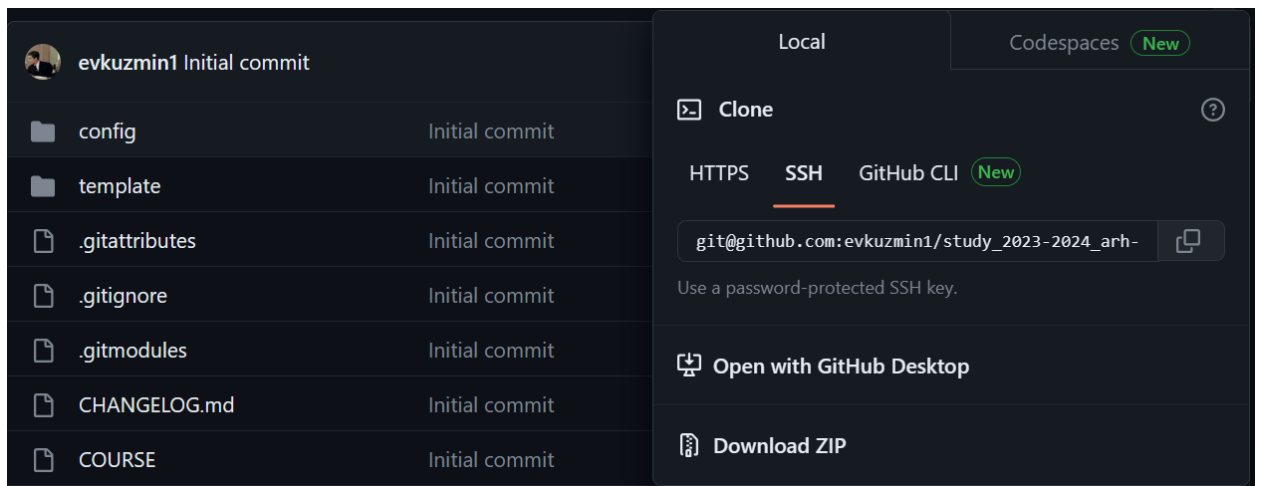 evkuzmin1 Initial commit
config Initial commit
template Initial commit
.gitattributes Initial commit
.gitignore Initial commit
.gitmodules Initial commit
CHANGELOG.md Initial commit
COURSE Initial commit
Local
Codespaces New
Clone
HTTPS SSH GitHub CLI New
git@github.com:evkuzmin1/study_2023-2024_arh-
Use a password-protected SSH key.
Open with GitHub Desktop
Download ZIP